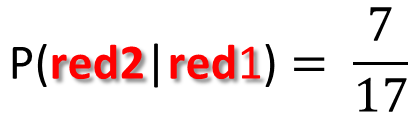 P(red2|red1) = 7/17